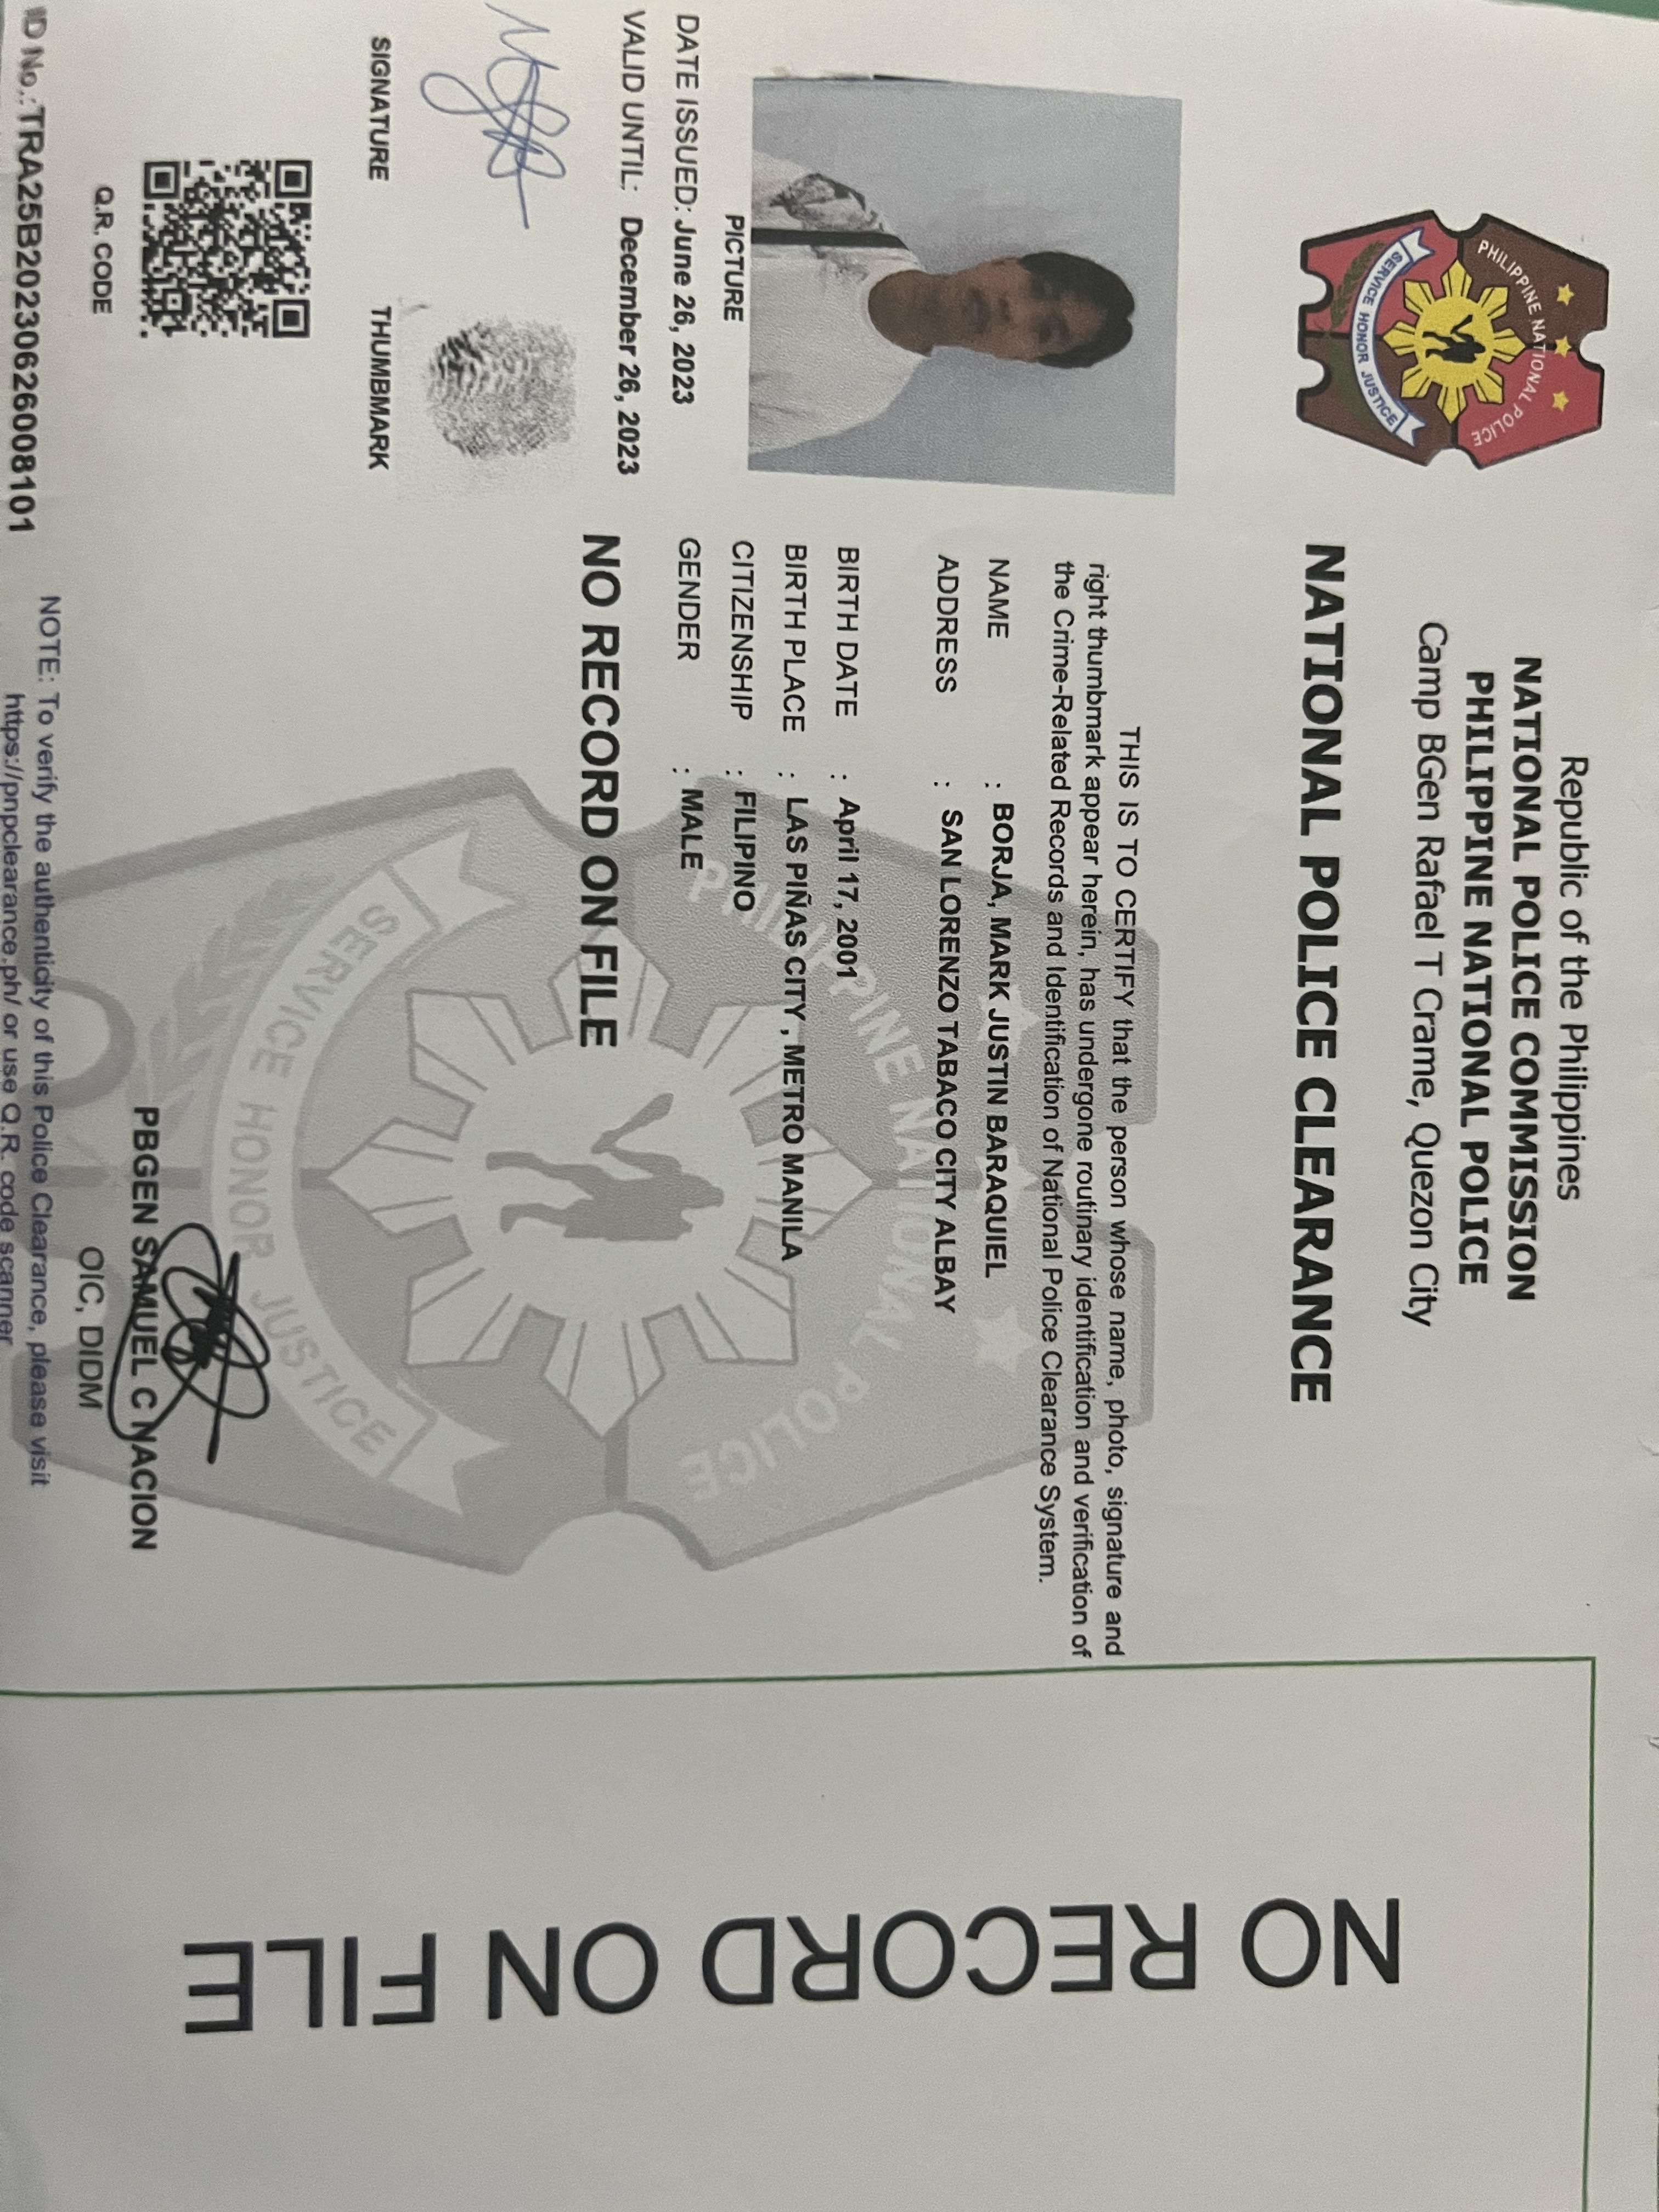 Republic of the Philippines
NATIONAL POLICE COMMISSION
PHILIPPINE NATIONAL POLICE
Camp BGen Rafael T Crame, Quezon City
PHILIPPINE NATIONAL POLICE
SERVICE HONOR JUSTICE
NATIONAL POLICE CLEARANCE
THIS IS TO CERTIFY that the person whose name, photo, signature and
right thumbmark appear herein, has undergone routinary identification and verification of
the Crime-Related Records and Identification of National Police Clearance System.
NAME : BORJA, MARK JUSTIN BARAQUIEL
ADDRESS : SAN LORENZO TABACO CITY ALBAY
BIRTH DATE : April 17, 2001
BIRTH PLACE : LAS PIÑAS CITY , METRO MANILA
CITIZENSHIP : FILIPINO
GENDER : MALE
NO RECORD ON FILE
PICTURE
DATE ISSUED: June 26, 2023
VALID UNTIL: December 26, 2023
SIGNATURE
THUMBMARK
Q.R. CODE
ID No.: TRA25B20230626008101
PHILIPPINE NATIONAL POLICE
SERVICE HONOR JUSTICE
PBGEN SAMUEL C NACION
OIC, DIDM
NOTE: To verify the authenticity of this Police Clearance, please visit
https://pnpclearance.ph/ or use Q.R. code scanner
NO RECORD ON FILE